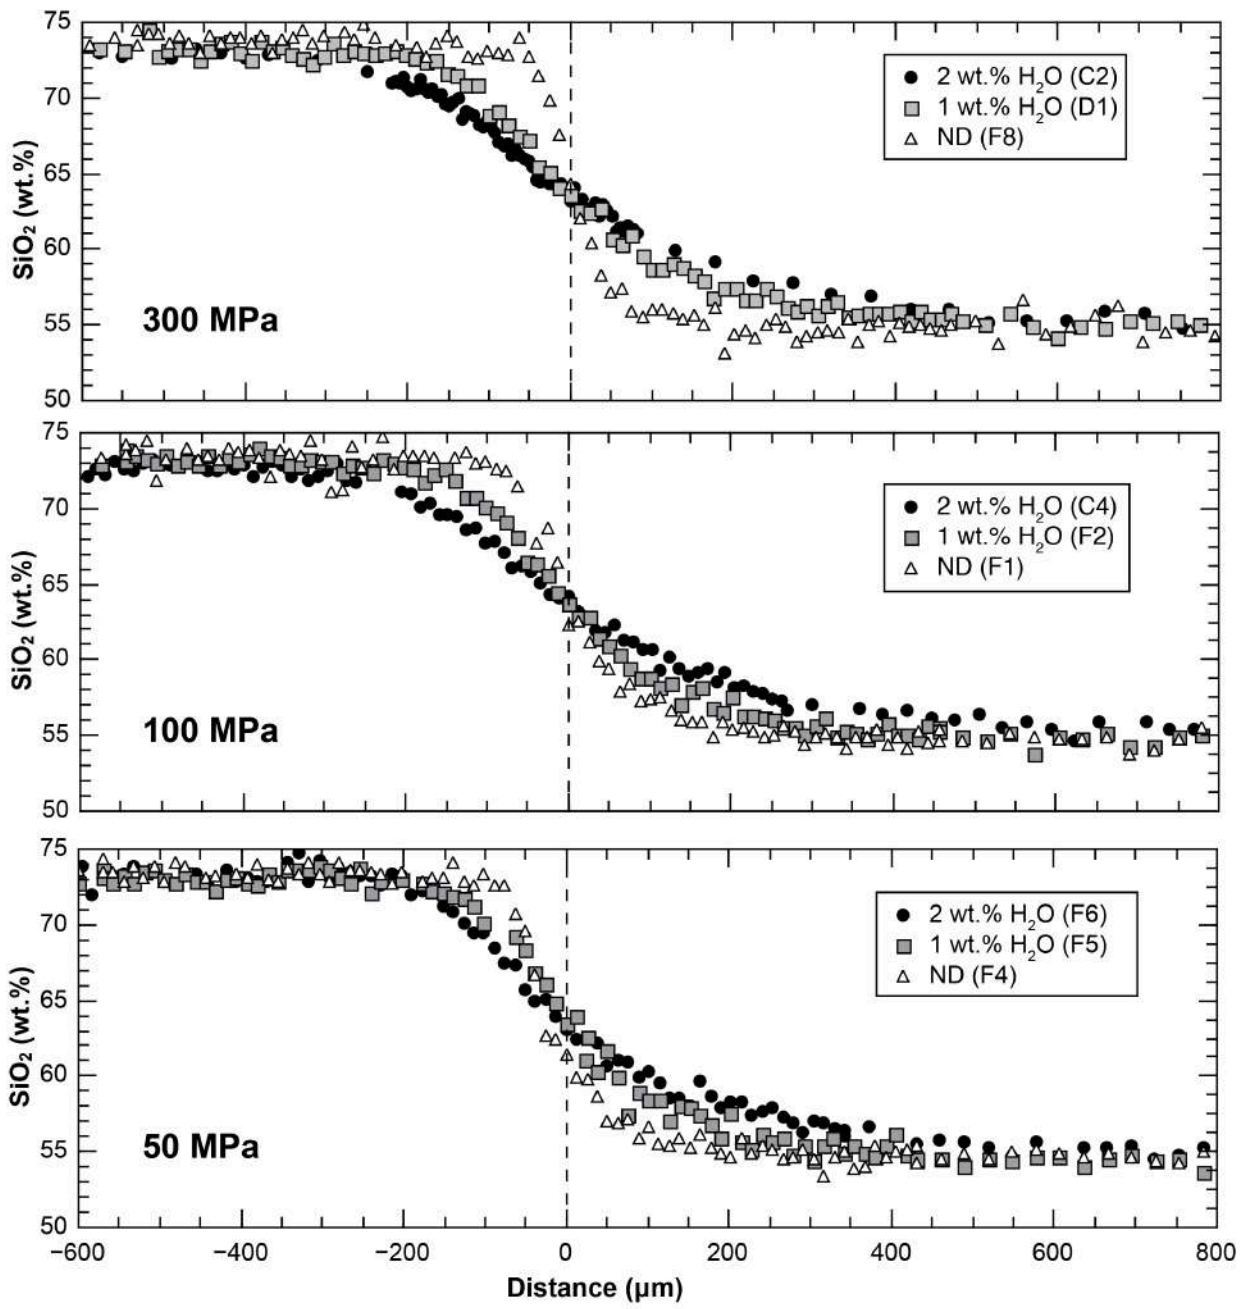 75
70
65
60
55
50
SiO₂ (wt.%)
2 wt.% H₂O (C2)
1 wt.% H₂O (D1)
ND (F8)
300 MPa
75
70
65
60
55
50
SiO₂ (wt.%)
2 wt.% H₂O (C4)
1 wt.% H₂O (F2)
ND (F1)
100 MPa
75
70
65
60
55
50
SiO₂ (wt.%)
2 wt.% H₂O (F6)
1 wt.% H₂O (F5)
ND (F4)
50 MPa
−600 −400 −200 0 200 400 600 800
Distance (µm)